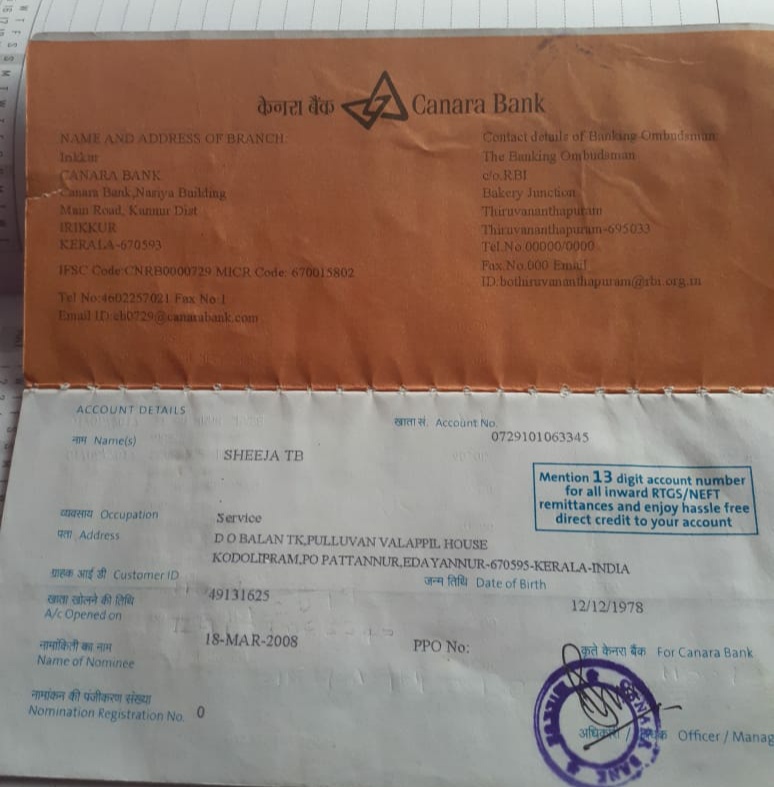 केनरा बैंक Canara Bank
NAME AND ADDRESS OF BRANCH:
Irikkur
CANARA BANK
Canara Bank,Nariya Building
Main Road, Kannur Dist
IRIKKUR
KERALA-670593
IFSC Code:CNRB0000729 MICR Code: 670015802
Tel No:4602257021 Fax No:1
Email ID:cb0729@canarabank.com
Contact details of Banking Ombudsman:
The Banking Ombudsman
c/o.RBI
Bakery Junction
Thiruvananthapuram
Thiruvananthapuram-695033
Tel.No.00000/0000
Fax.No.000 Email
ID:bothiruvananthapuram@rbi.org.in
ACCOUNT DETAILS
खाता सं. Account No.
0729101063345
नाम Name(s)
SHEEJA TB
Mention 13 digit account number
for all inward RTGS/NEFT
remittances and enjoy hassle free
direct credit to your account
व्यवसाय Occupation
Service
पता Address
D O BALAN TK,PULLUVAN VALAPPIL HOUSE
KODOLIPRAM,PO PATTANNUR,EDAYANNUR-670595-KERALA-INDIA
ग्राहक आई डी Customer ID
49131625
जन्म तिथि Date of Birth
12/12/1978
खाता खोलने की तिथि
A/c Opened on
18-MAR-2008
PPO No:
नामांकिती का नाम
Name of Nominee
कृते केनरा बैंक For Canara Bank
नामांकन की पंजीकरण संख्या
Nomination Registration No. 0
अधिकारी / Officer / Manag
CANARA BANK